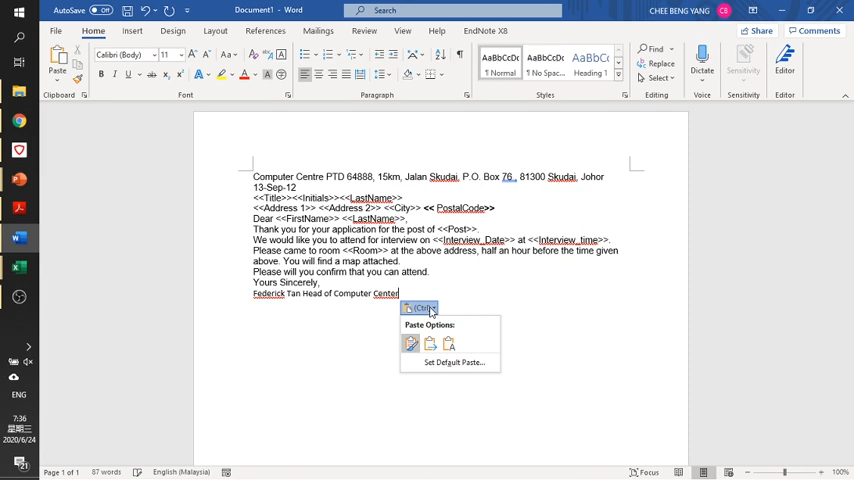 AutoSave Off Document1 - Word Search CHEE BENG YANG CB
File Home Insert Design Layout References Mailings Review View Help EndNote X8 Share Comments
Calibri (Body) 11 A A Aa A A Find
Paste AaBbCcDc AaBbCcDc AaBbCc Replace Dictate Sensitivity Editor
B I U ab x₂ x² A A A ¶ Normal ¶ No Spac... Heading 1 Select
Clipboard Font Paragraph Styles Editing Voice Sensitivity Editor
Computer Centre PTD 64888, 15km, Jalan Skudai, P.O. Box 76 , 81300 Skudai, Johor
13-Sep-12
<<Title>><<Initials>><<LastName>>
<<Address 1>> <<Address 2>> <<City>> << PostalCode>>
Dear <<FirstName>> <<LastName>>,
Thank you for your application for the post of <<Post>>.
We would like you to attend for interview on <<Interview_Date>> at <<Interview_time>>.
Please came to room <<Room>> at the above address, half an hour before the time given
above. You will find a map attached.
Please will you confirm that you can attend.
Yours Sincerely,
Federick Tan Head of Computer Center
(Ctrl)
Paste Options:
Set Default Paste...
ENG
7:36
星期三
2020/6/24
21
Page 1 of 1 87 words English (Malaysia) Focus 100%